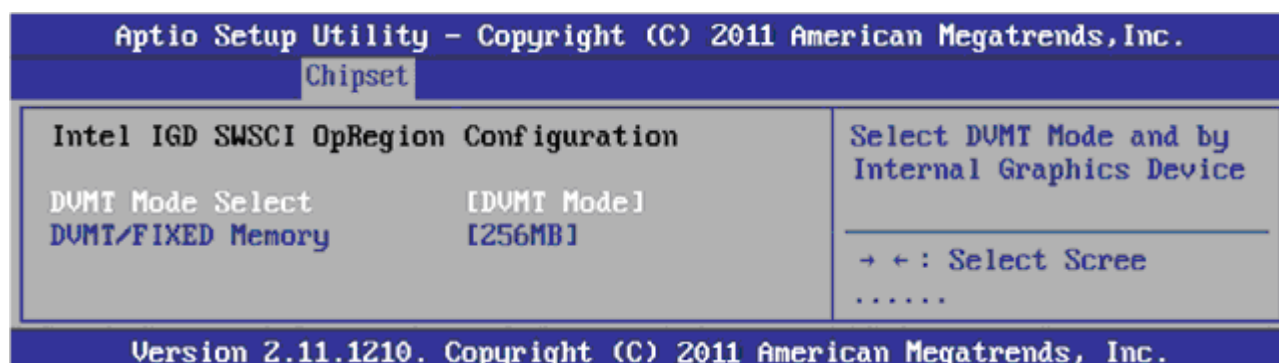 Aptio Setup Utility – Copyright (C) 2011 American Megatrends,Inc.
Chipset
Intel IGD SWSCI OpRegion Configuration
DVMT Mode Select [DVMT Mode]
DVMT/FIXED Memory [256MB]
Select DVMT Mode and by
Internal Graphics Device
→ ←: Select Scree
......
Version 2.11.1210. Copyright (C) 2011 American Megatrends, Inc.